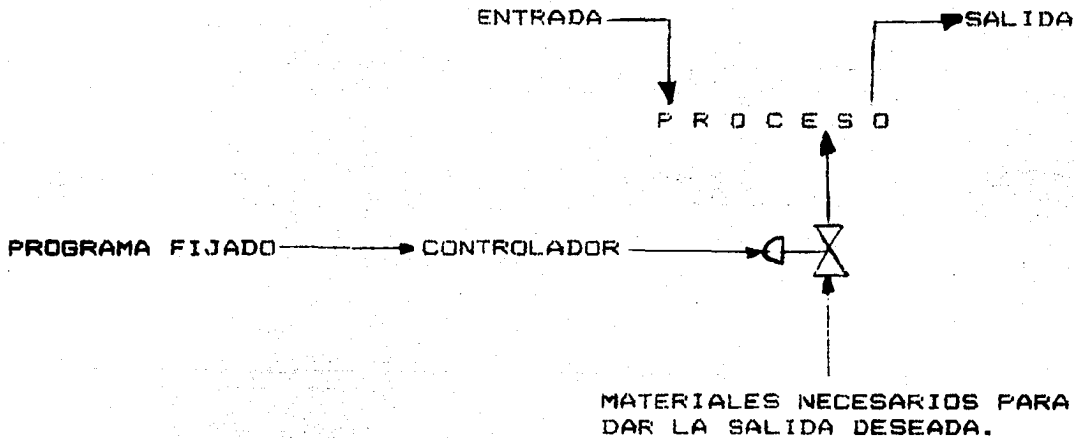 ENTRADA
SALIDA
P R O C E S O
PROGRAMA FIJADO
CONTROLADOR
MATERIALES NECESARIOS PARA
DAR LA SALIDA DESEADA.